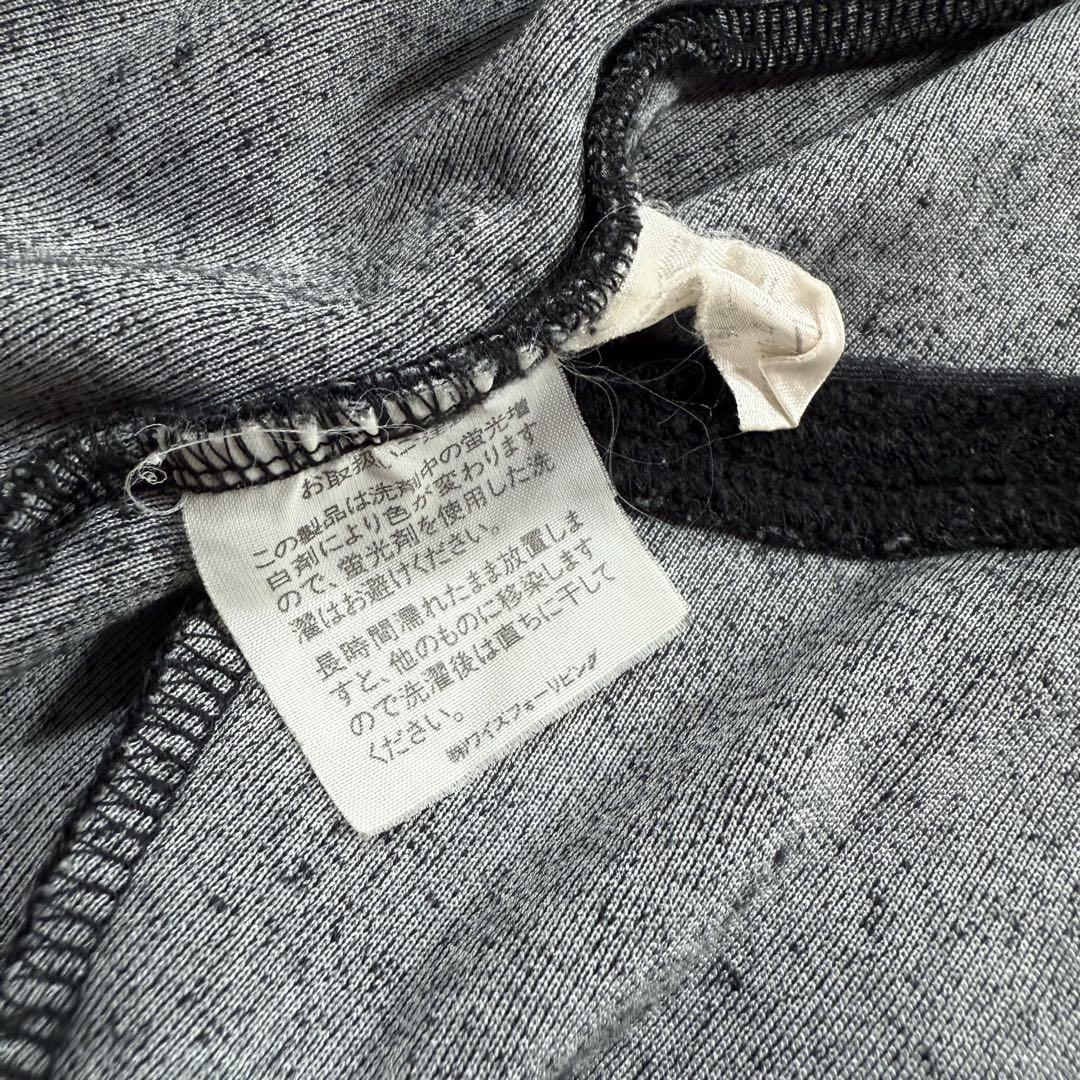 お取扱いご注
この製品は洗剤中の蛍光増
白剤により色が変わります
ので、蛍光剤を使用した洗
濯はお避けください。
長時間濡れたまま放置しま
すと、他のものに移染します
ので洗濯後は直ちに干して
ください。
㈱ワイズフォーリビング